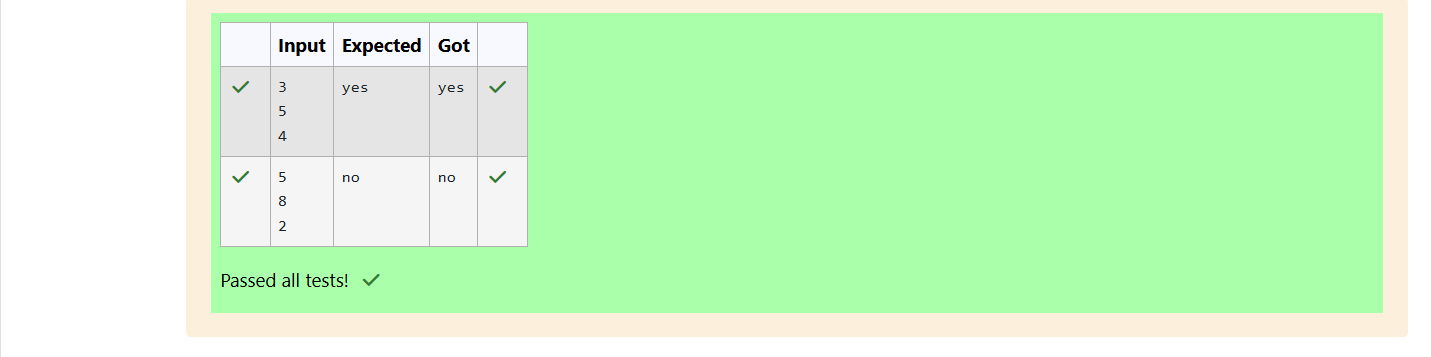 Input Expected Got
3 yes yes
5
4
5 no no
8
2
Passed all tests!